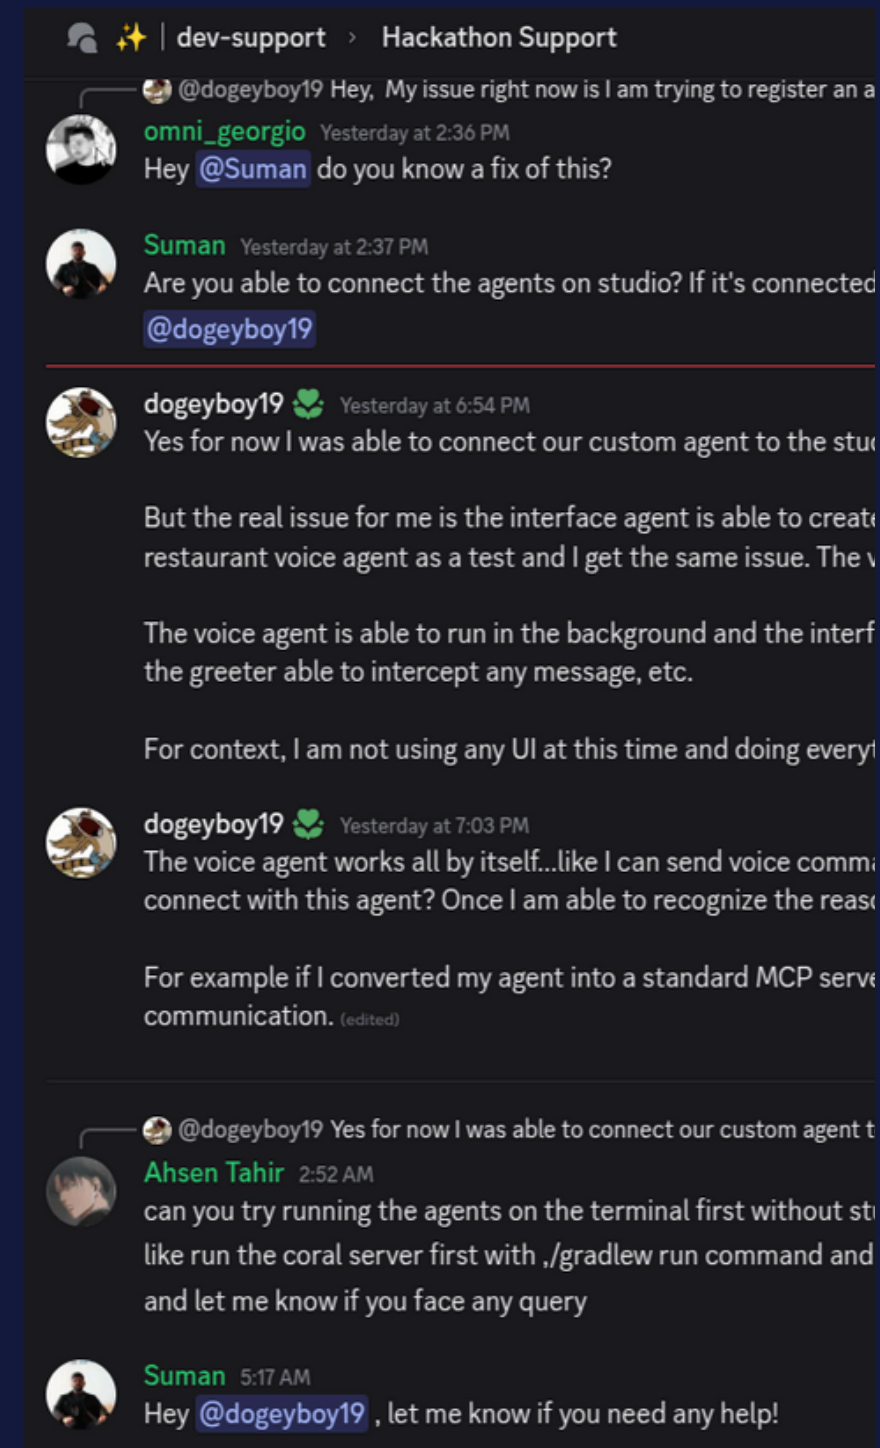 dev-support › Hackathon Support
@dogeyboy19 Hey, My issue right now is I am trying to register an a
omni_georgio Yesterday at 2:36 PM
Hey @Suman do you know a fix of this?
Suman Yesterday at 2:37 PM
Are you able to connect the agents on studio? If it's connected
@dogeyboy19
dogeyboy19 Yesterday at 6:54 PM
Yes for now I was able to connect our custom agent to the stu
But the real issue for me is the interface agent is able to create
restaurant voice agent as a test and I get the same issue. The v
The voice agent is able to run in the background and the interf
the greeter able to intercept any message, etc.
For context, I am not using any UI at this time and doing everyt
dogeyboy19 Yesterday at 7:03 PM
The voice agent works all by itself...like I can send voice comma
connect with this agent? Once I am able to recognize the reaso
For example if I converted my agent into a standard MCP serve
communication. (edited)
@dogeyboy19 Yes for now I was able to connect our custom agent t
Ahsen Tahir 2:52 AM
can you try running the agents on the terminal first without stu
like run the coral server first with ,/gradlew run command and
and let me know if you face any query
Suman 5:17 AM
Hey @dogeyboy19 , let me know if you need any help!